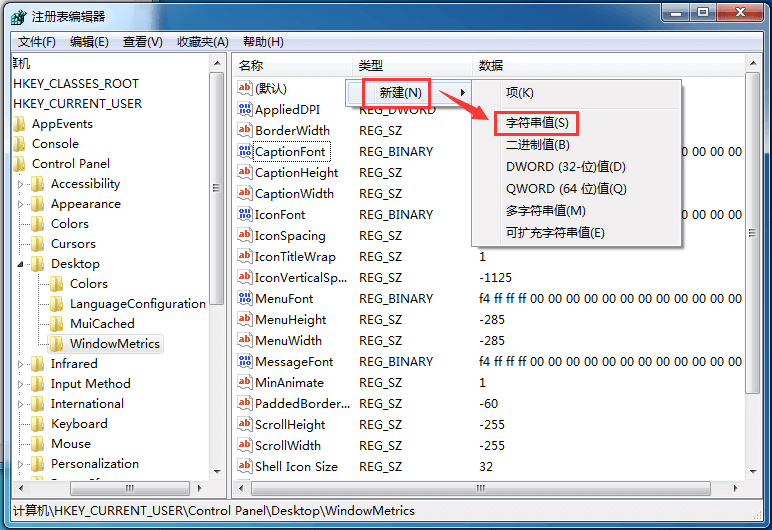 注册表编辑器
文件(F) 编辑(E) 查看(V) 收藏夹(A) 帮助(H)
算机
HKEY_CLASSES_ROOT
HKEY_CURRENT_USER
AppEvents
Console
Control Panel
Accessibility
Appearance
Colors
Cursors
Desktop
Colors
LanguageConfiguration
MuiCached
WindowMetrics
Infrared
Input Method
International
Keyboard
Mouse
Personalization
名称 类型 数据
(默认)
AppliedDPI REG_DWORD
BorderWidth REG_SZ
CaptionFont REG_BINARY 00 00 00
CaptionHeight REG_SZ
CaptionWidth REG_SZ
IconFont REG_BINARY 00 00 00
IconSpacing REG_SZ
IconTitleWrap REG_SZ 1
IconVerticalSp... REG_SZ -1125
MenuFont REG_BINARY f4 ff ff ff 00 00 00 00 00 00 00 00 00 00 00
MenuHeight REG_SZ -285
MenuWidth REG_SZ -285
MessageFont REG_BINARY f4 ff ff ff 00 00 00 00 00 00 00 00 00 00 00
MinAnimate REG_SZ 1
PaddedBorder... REG_SZ -60
ScrollHeight REG_SZ -255
ScrollWidth REG_SZ -255
Shell Icon Size REG_SZ 32
新建(N)
项(K)
字符串值(S)
二进制值(B)
DWORD (32-位)值(D)
QWORD (64 位)值(Q)
多字符串值(M)
可扩充字符串值(E)
计算机\HKEY_CURRENT_USER\Control Panel\Desktop\WindowMetrics